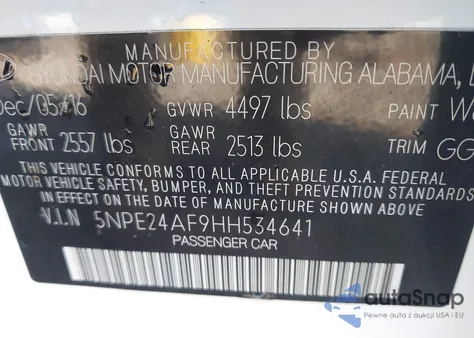 MANUFACTURED BY
HYUNDAI MOTOR MANUFACTURING ALABAMA,
Dec/05/16 GVWR 4497 lbs PAINT
GAWR GAWR
FRONT 2557 lbs REAR 2513 lbs TRIM GG
THIS VEHICLE CONFORMS TO ALL APPLICABLE U.S.A FEDERAL
MOTOR VEHICLE SAFETY, BUMPER, AND THEFT PREVENTION STANDARDS
IN EFFECT ON THE DATE OF MANUFACTURE SHOWN ABOVE
V.I.N 5NPE24AF9HH534641
PASSENGER CAR
autoSnap
Pewne auta z USA i EU